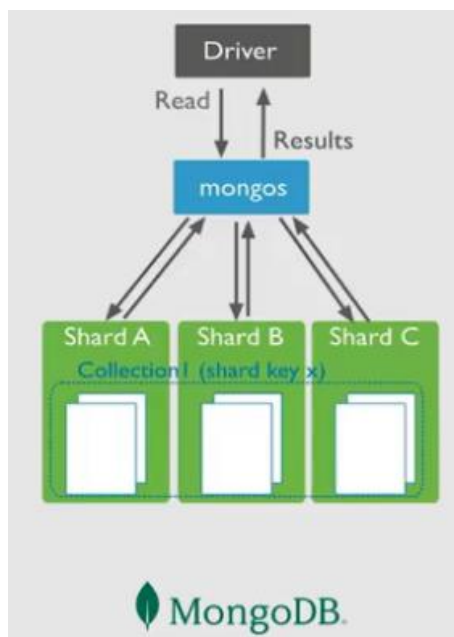 Driver
Read
Results
mongos
Shard A Shard B Shard C
Collection1 (shard key x)
MongoDB.